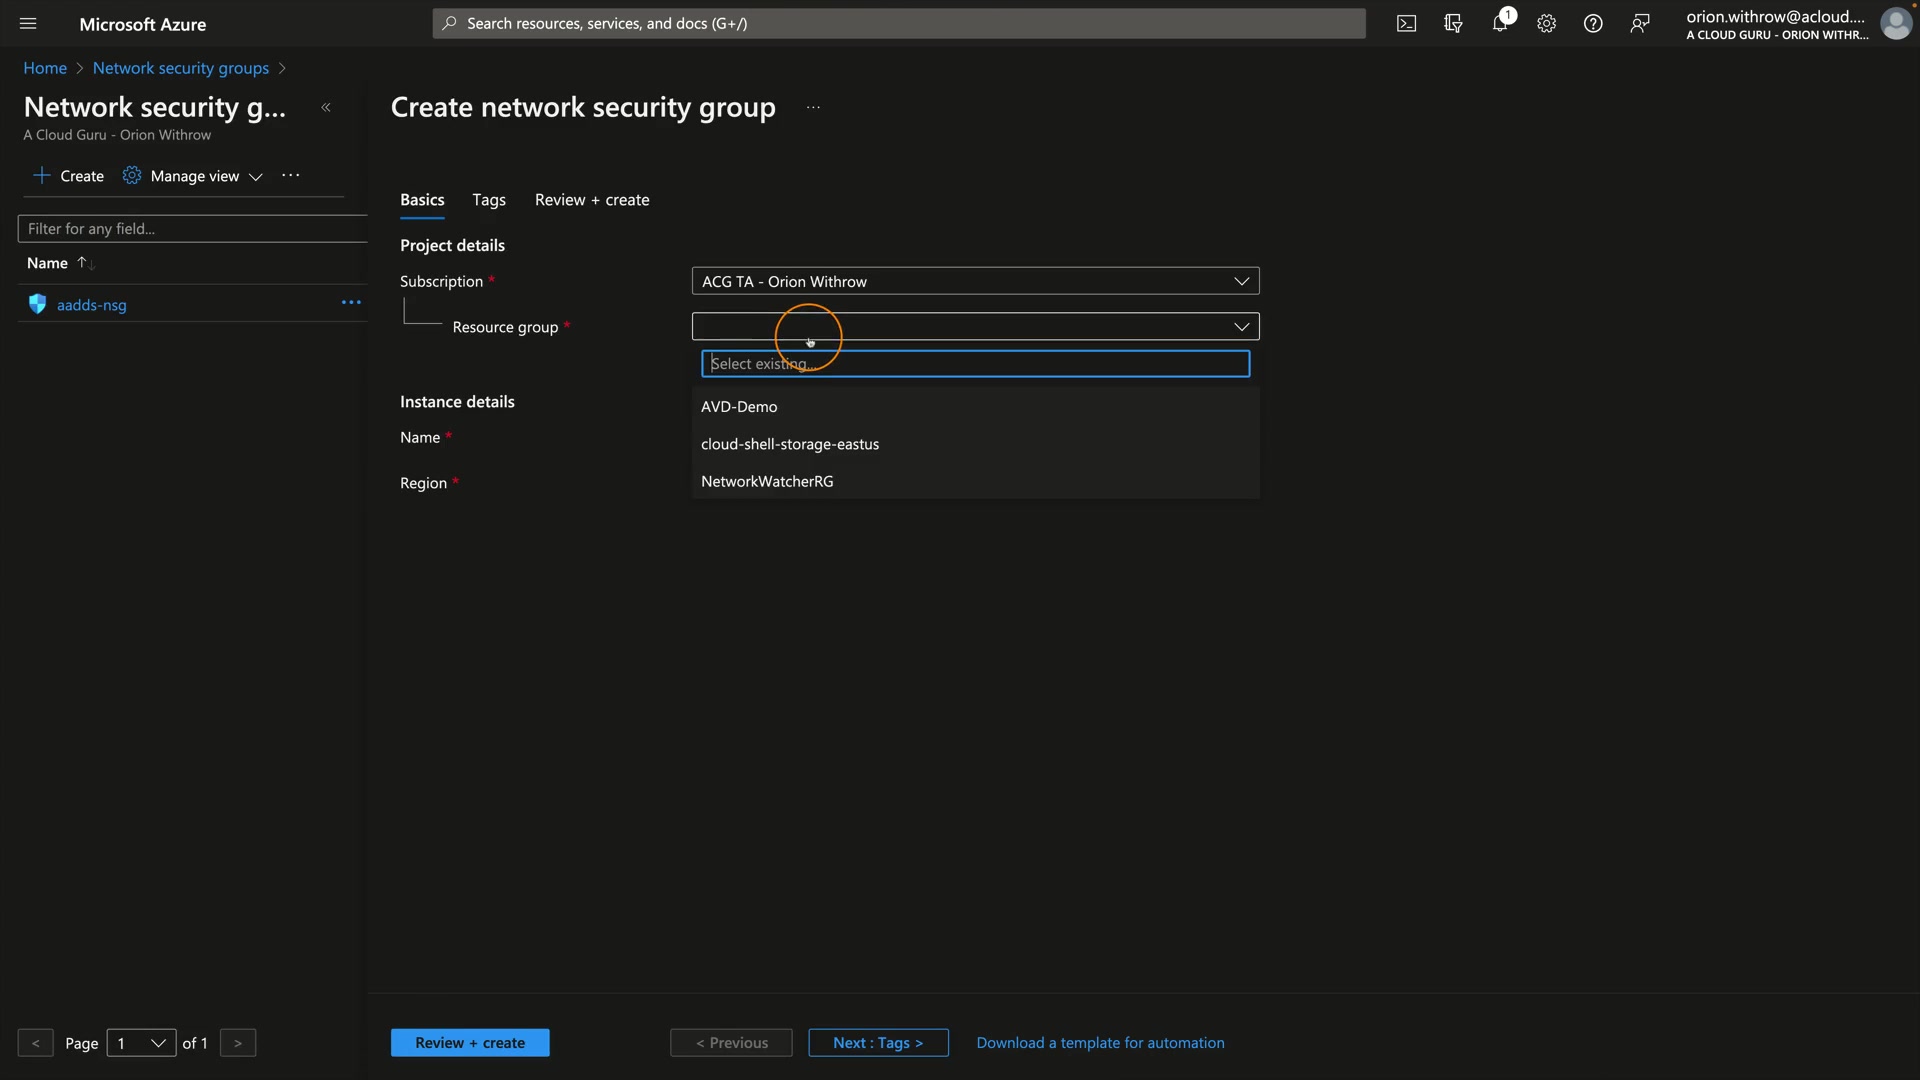 Microsoft Azure
Search resources, services, and docs (G+/)
1
orion.withrow@acloud....
A CLOUD GURU - ORION WITHR...
Home > Network security groups >
Network security g...
«
A Cloud Guru - Orion Withrow
Create network security group
...
+ Create
Manage view
...
Filter for any field...
Name ↑↓
aadds-nsg
...
Basics
Tags
Review + create
Project details
Subscription *
ACG TA - Orion Withrow
Resource group *
Select existing...
AVD-Demo
cloud-shell-storage-eastus
NetworkWatcherRG
Instance details
Name *
Region *
<
Page
1
of 1
>
Review + create
< Previous
Next : Tags >
Download a template for automation